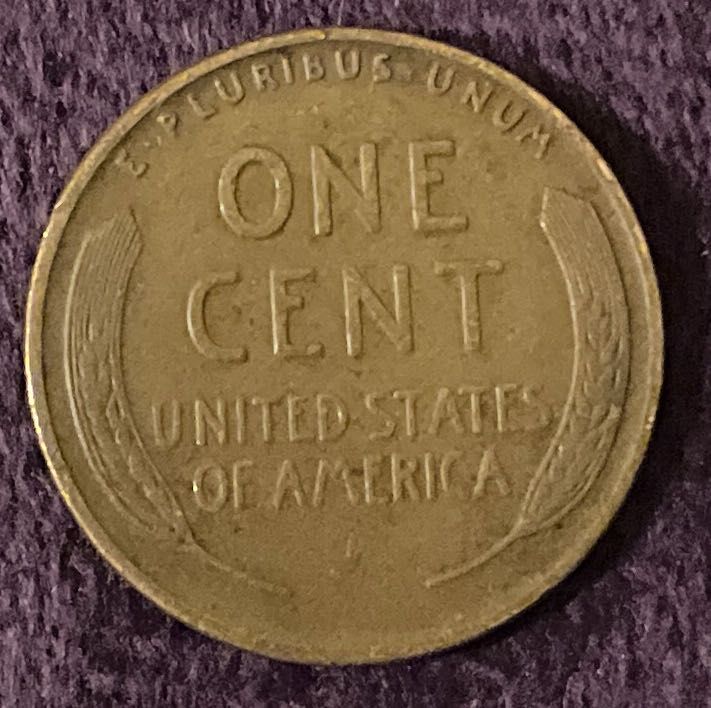 E·PLURIBUS·UNUM
ONE
CENT
UNITED·STATES
OF·AMERICA